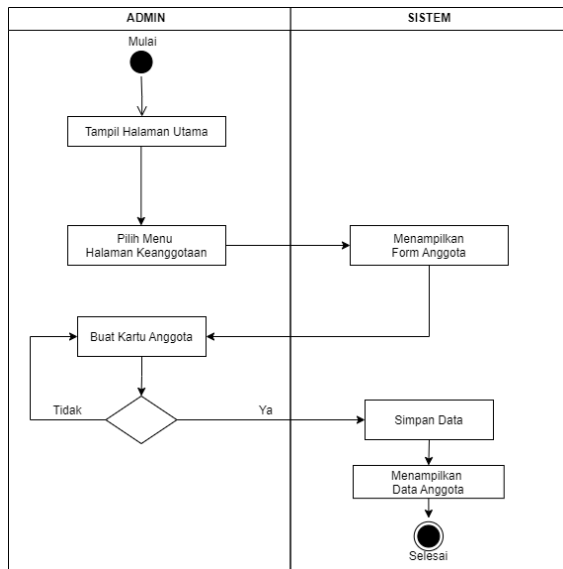 ADMIN
SISTEM
Mulai
Tampil Halaman Utama
Pilih Menu
Halaman Keanggotaan
Menampilkan
Form Anggota
Buat Kartu Anggota
Tidak
Ya
Simpan Data
Menampilkan
Data Anggota
Selesai